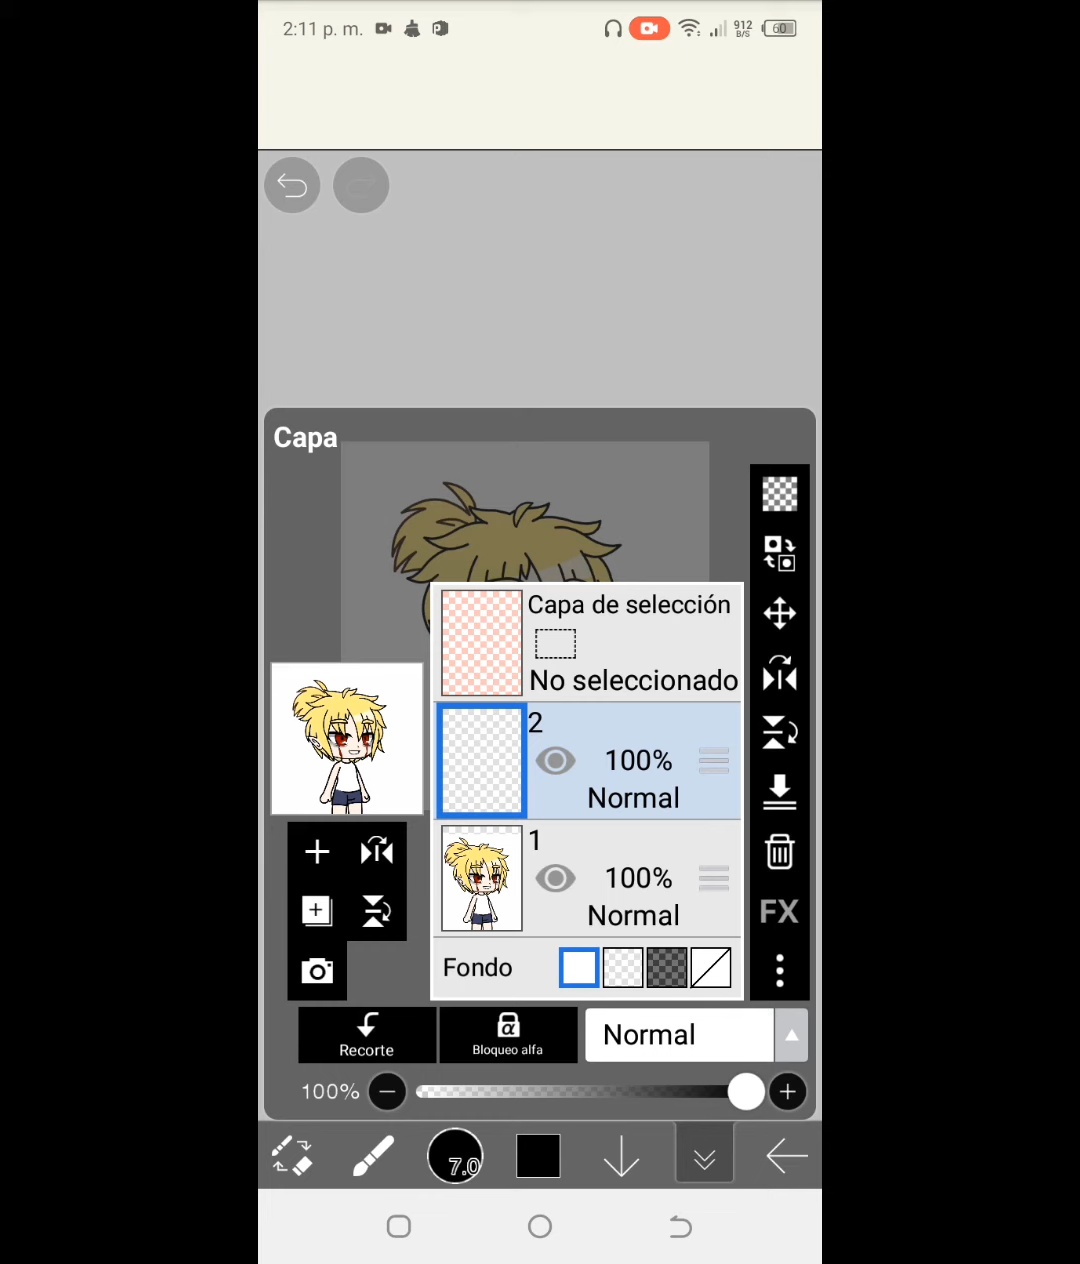 2:11 p. m.
912
B/S
60
Capa
Capa de selección
No seleccionado
2
100%
Normal
1
100%
Normal
Fondo
FX
Recorte
α
Bloqueo alfa
Normal
100%
7.0